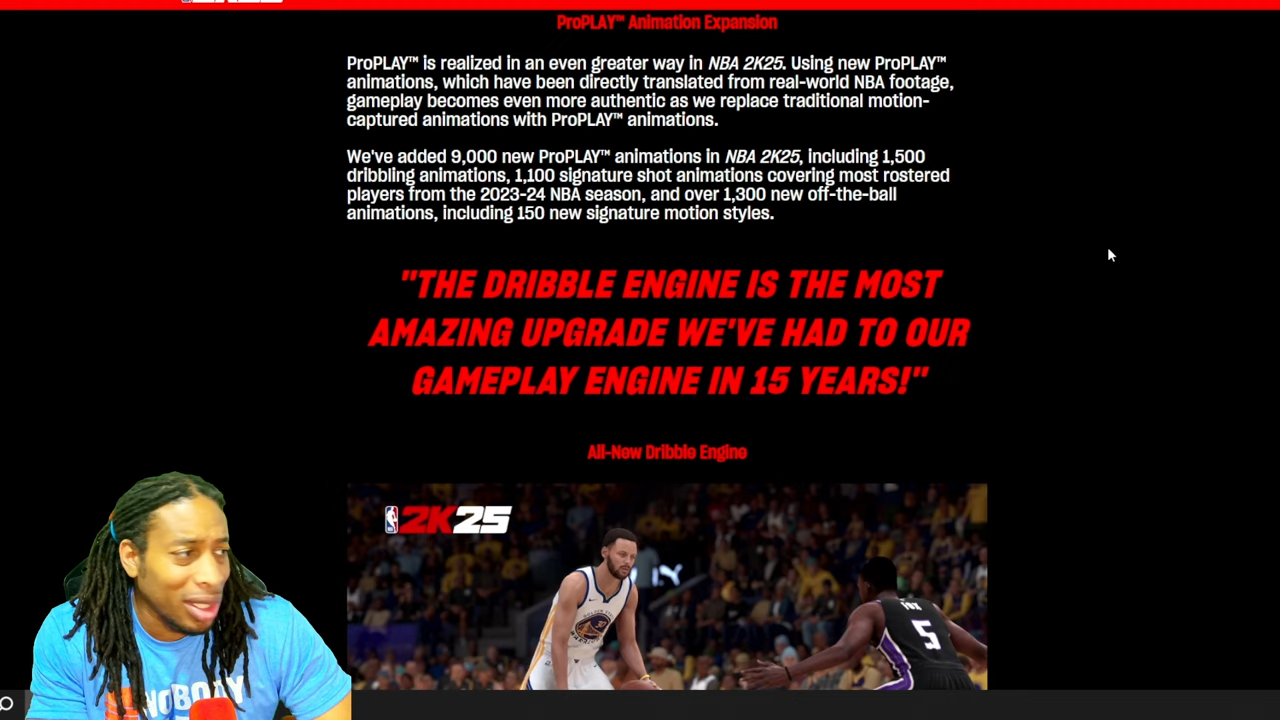 ProPLAY™ Animation Expansion
ProPLAY™ is realized in an even greater way in NBA 2K25. Using new ProPLAY™
animations, which have been directly translated from real-world NBA footage,
gameplay becomes even more authentic as we replace traditional motion-
captured animations with ProPLAY™ animations.
We've added 9,000 new ProPLAY™ animations in NBA 2K25, including 1,500
dribbling animations, 1,100 signature shot animations covering most rostered
players from the 2023-24 NBA season, and over 1,300 new off-the-ball
animations, including 150 new signature motion styles.
"THE DRIBBLE ENGINE IS THE MOST
AMAZING UPGRADE WE'VE HAD TO OUR
GAMEPLAY ENGINE IN 15 YEARS!"
All-New Dribble Engine
2K25
FOX
5
NOBODY